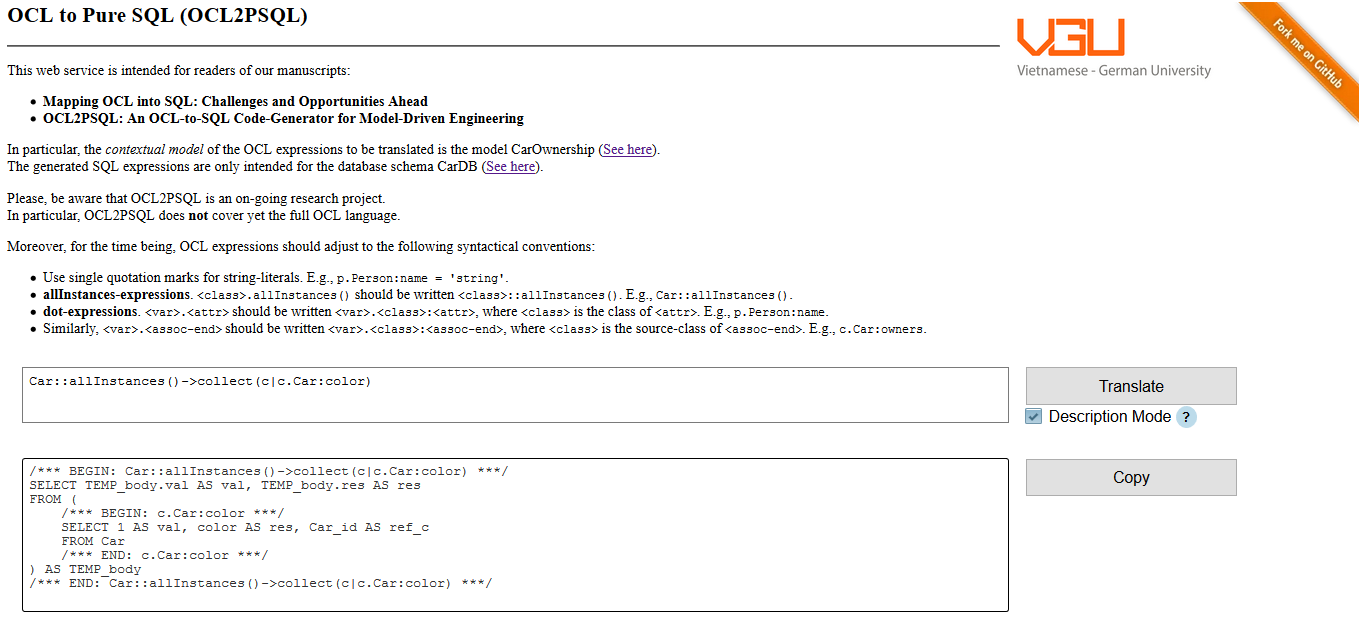 OCL to Pure SQL (OCL2PSQL)
VGU
Vietnamese - German University
Fork me on GitHub
This web service is intended for readers of our manuscripts:
• Mapping OCL into SQL: Challenges and Opportunities Ahead
• OCL2PSQL: An OCL-to-SQL Code-Generator for Model-Driven Engineering
In particular, the contextual model of the OCL expressions to be translated is the model CarOwnership (See here).
The generated SQL expressions are only intended for the database schema CarDB (See here).
Please, be aware that OCL2PSQL is an on-going research project.
In particular, OCL2PSQL does not cover yet the full OCL language.
Moreover, for the time being, OCL expressions should adjust to the following syntactical conventions:
• Use single quotation marks for string-literals. E.g., p.Person:name = 'string'.
• allInstances-expressions. <class>.allInstances() should be written <class>::allInstances(). E.g., Car::allInstances().
• dot-expressions. <var>.<attr> should be written <var>.<class>:<attr>, where <class> is the class of <attr>. E.g., p.Person:name.
• Similarly, <var>.<assoc-end> should be written <var>.<class>:<assoc-end>, where <class> is the source-class of <assoc-end>. E.g., c.Car:owners.
Car::allInstances()->collect(c|c.Car:color)
Translate
Description Mode ?
/*** BEGIN: Car::allInstances()->collect(c|c.Car:color) ***/
SELECT TEMP_body.val AS val, TEMP_body.res AS res
FROM (
    /*** BEGIN: c.Car:color ***/
    SELECT 1 AS val, color AS res, Car_id AS ref_c
    FROM Car
    /*** END: c.Car:color ***/
) AS TEMP_body
/*** END: Car::allInstances()->collect(c|c.Car:color) ***/
Copy